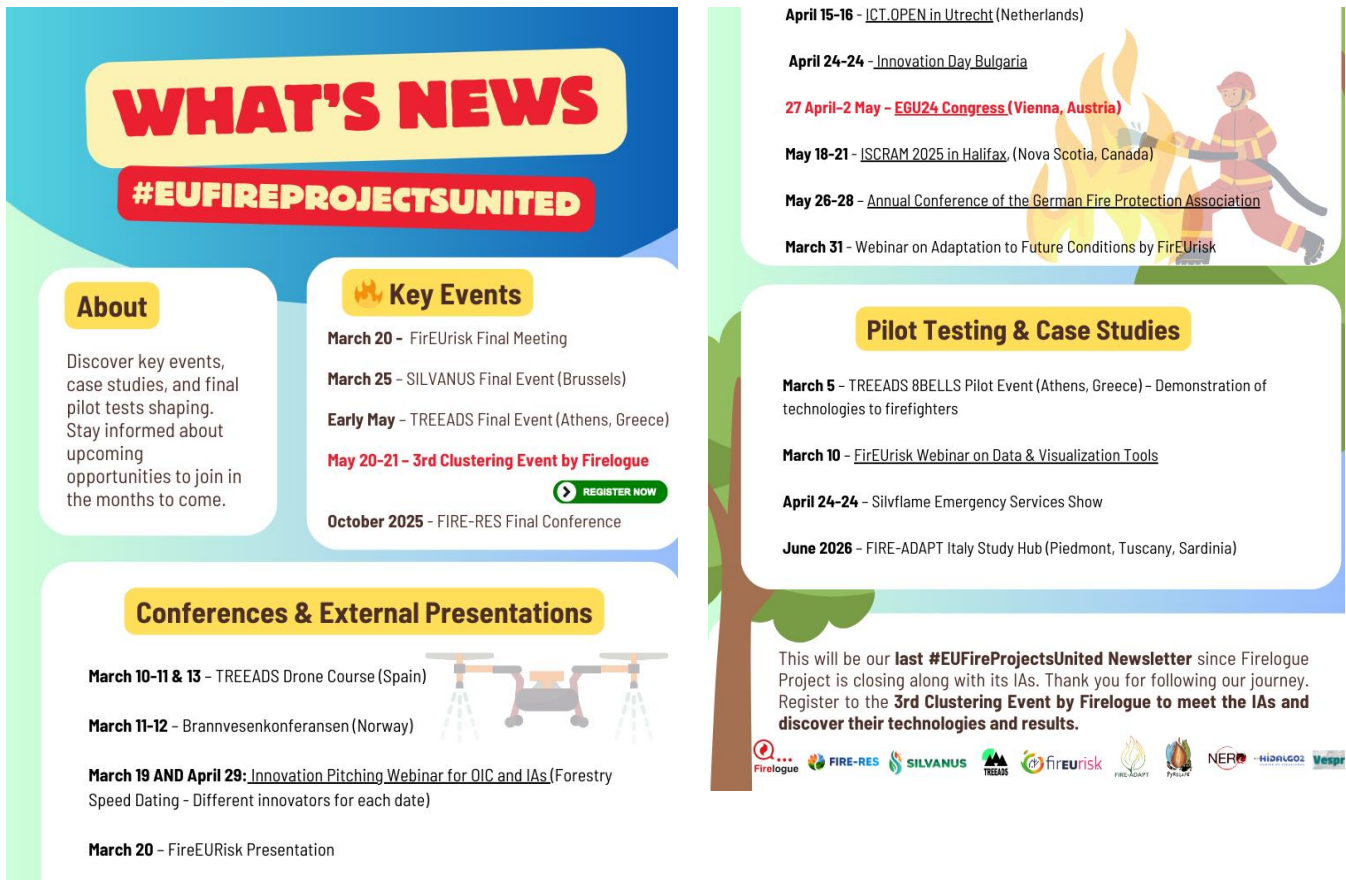 WHAT'S NEWS
#EUFIREPROJECTSUNITED
About
Discover key events,
case studies, and final
pilot tests shaping.
Stay informed about
upcoming
opportunities to join in
the months to come.
Key Events
March 20 - FirEUrisk Final Meeting
March 25 – SILVANUS Final Event (Brussels)
Early May – TREEADS Final Event (Athens, Greece)
May 20-21 – 3rd Clustering Event by Firelogue
REGISTER NOW
October 2025 - FIRE-RES Final Conference
Conferences & External Presentations
March 10-11 & 13 – TREEADS Drone Course (Spain)
March 11-12 – Brannvesenkonferansen (Norway)
March 19 AND April 29: Innovation Pitching Webinar for OIC and IAs (Forestry
Speed Dating - Different innovators for each date)
March 20 – FireEURisk Presentation
April 15-16 - ICT.OPEN in Utrecht (Netherlands)
April 24-24 - Innovation Day Bulgaria
27 April–2 May – EGU24 Congress (Vienna, Austria)
May 18-21 - ISCRAM 2025 in Halifax, (Nova Scotia, Canada)
May 26-28 – Annual Conference of the German Fire Protection Association
March 31 - Webinar on Adaptation to Future Conditions by FirEUrisk
Pilot Testing & Case Studies
March 5 – TREEADS 8BELLS Pilot Event (Athens, Greece) – Demonstration of
technologies to firefighters
March 10 – FirEUrisk Webinar on Data & Visualization Tools
April 24-24 – Silvflame Emergency Services Show
June 2026 – FIRE-ADAPT Italy Study Hub (Piedmont, Tuscany, Sardinia)
This will be our last #EUFireProjectsUnited Newsletter since Firelogue
Project is closing along with its IAs. Thank you for following our journey.
Register to the 3rd Clustering Event by Firelogue to meet the IAs and
discover their technologies and results.
Firelogue FIRE-RES SILVANUS TREEADS firEUrisk FIRE-ADAPT PyroLife NERO HiDALGO2 Vespr